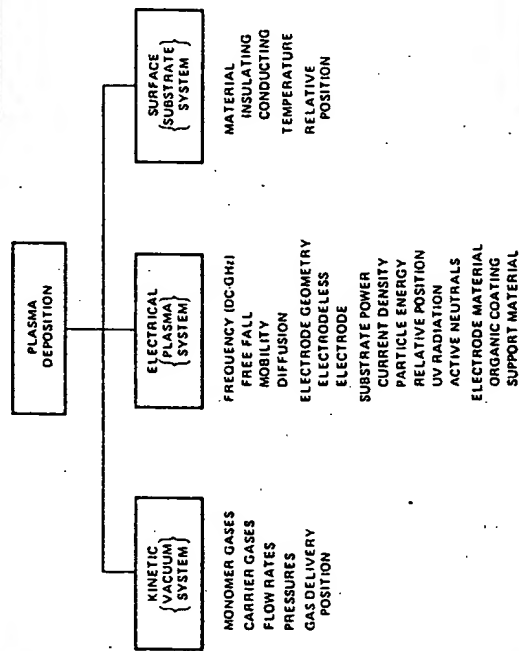 PLASMA
DEPOSITION
KINETIC
{VACUUM}
SYSTEM
MONOMER GASES
CARRIER GASES
FLOW RATES
PRESSURES
GAS DELIVERY
POSITION
ELECTRICAL
{PLASMA}
SYSTEM
FREQUENCY (DC-GHz)
FREE FALL
MOBILITY
DIFFUSION
ELECTRODE GEOMETRY
ELECTRODELESS
ELECTRODE
SUBSTRATE POWER
CURRENT DENSITY
PARTICLE ENERGY
RELATIVE POSITION
UV RADIATION
ACTIVE NEUTRALS
ELECTRODE MATERIAL
ORGANIC COATING
SUPPORT MATERIAL
SURFACE
{SUBSTRATE}
SYSTEM
MATERIAL
INSULATING
CONDUCTING
TEMPERATURE
RELATIVE
POSITION